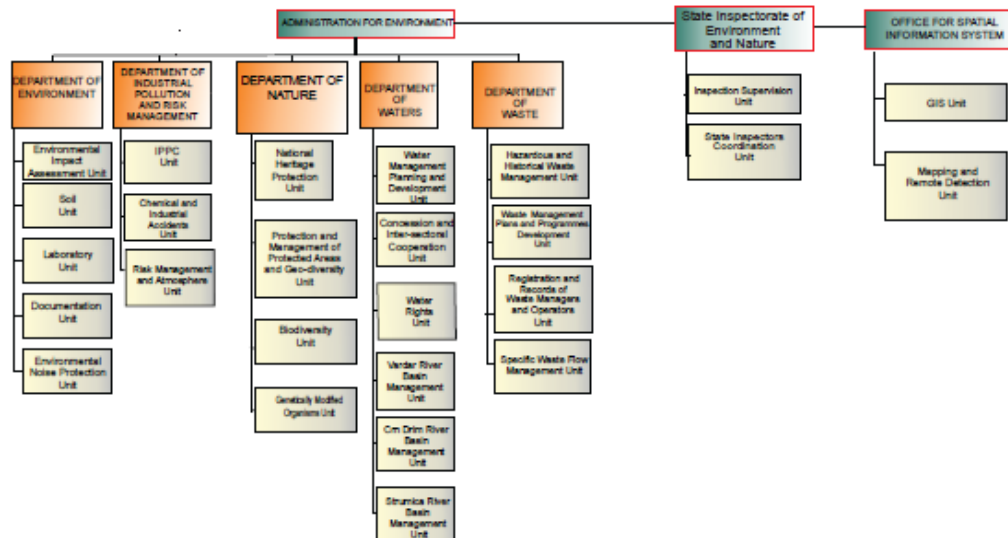 ADMINISTRATION FOR ENVIRONMENT
State Inspectorate of
Environment
and Nature
OFFICE FOR SPATIAL
INFORMATION SYSTEM
DEPARTMENT OF
ENVIRONMENT
DEPARTMENT OF
INDUSTRIAL
POLLUTION
AND RISK
MANAGEMENT
DEPARTMENT OF
NATURE
DEPARTMENT
OF
WATERS
DEPARTMENT
OF
WASTE
Environmental
Impact
Assessment Unit
Soil
Unit
Laboratory
Unit
Documentation
Unit
Environmental
Noise Protection
Unit
IPPC
Unit
Chemical and
Industrial
Accidents
Unit
Risk Management
and Atmosphere
Unit
National
Heritage
Protection
Unit
Protection and
Management of
Protected Areas
and Geo-diversity
Unit
Biodiversity
Unit
Genetically Modified
Organisms Unit
Water
Management
Planning and
Development
Unit
Concession and
Inter-sectoral
Cooperation
Unit
Water
Rights
Unit
Vardar River
Basin
Management
Unit
Crn Drim River
Basin
Management
Unit
Strumica River
Basin
Management
Unit
Hazardous and
Historical Waste
Management Unit
Waste Management
Plans and Programmes
Development
Unit
Registration and
Records of
Waste Managers
and Operators
Unit
Specific Waste Flow
Management Unit
Inspection Supervision
Unit
State Inspectors
Coordination
Unit
GIS Unit
Mapping and
Remote Detection
Unit